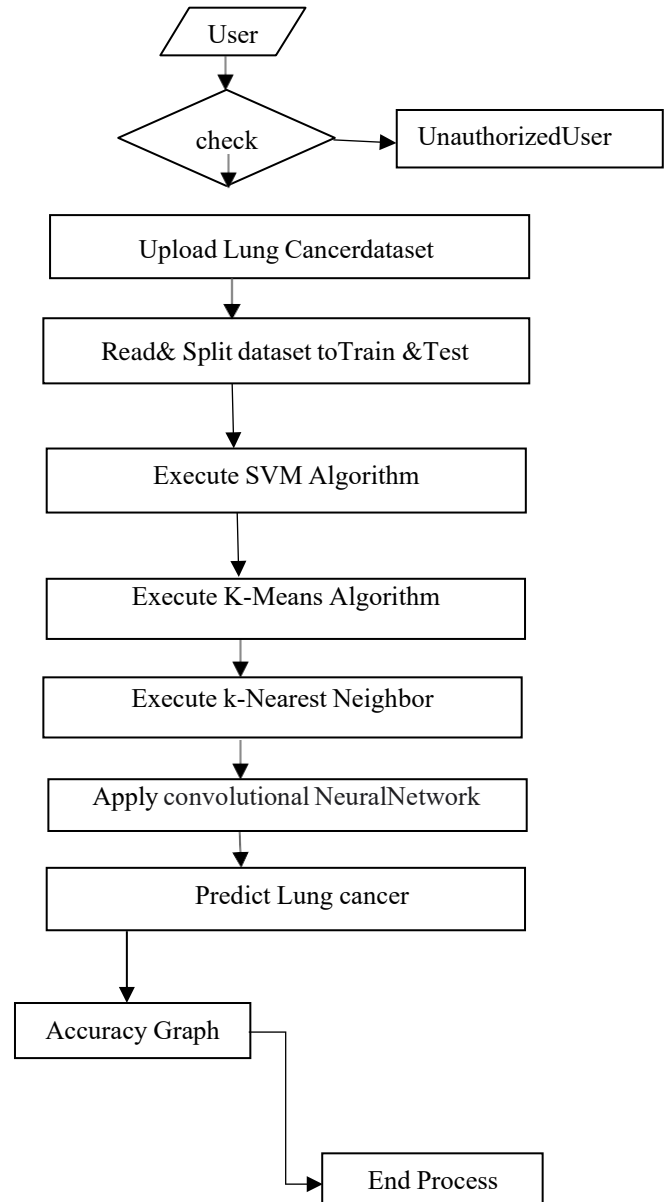 User
check
UnauthorizedUser
Upload Lung Cancerdataset
Read& Split dataset toTrain &Test
Execute SVM Algorithm
Execute K-Means Algorithm
Execute k-Nearest Neighbor
Apply convolutional NeuralNetwork
Predict Lung cancer
Accuracy Graph
End Process